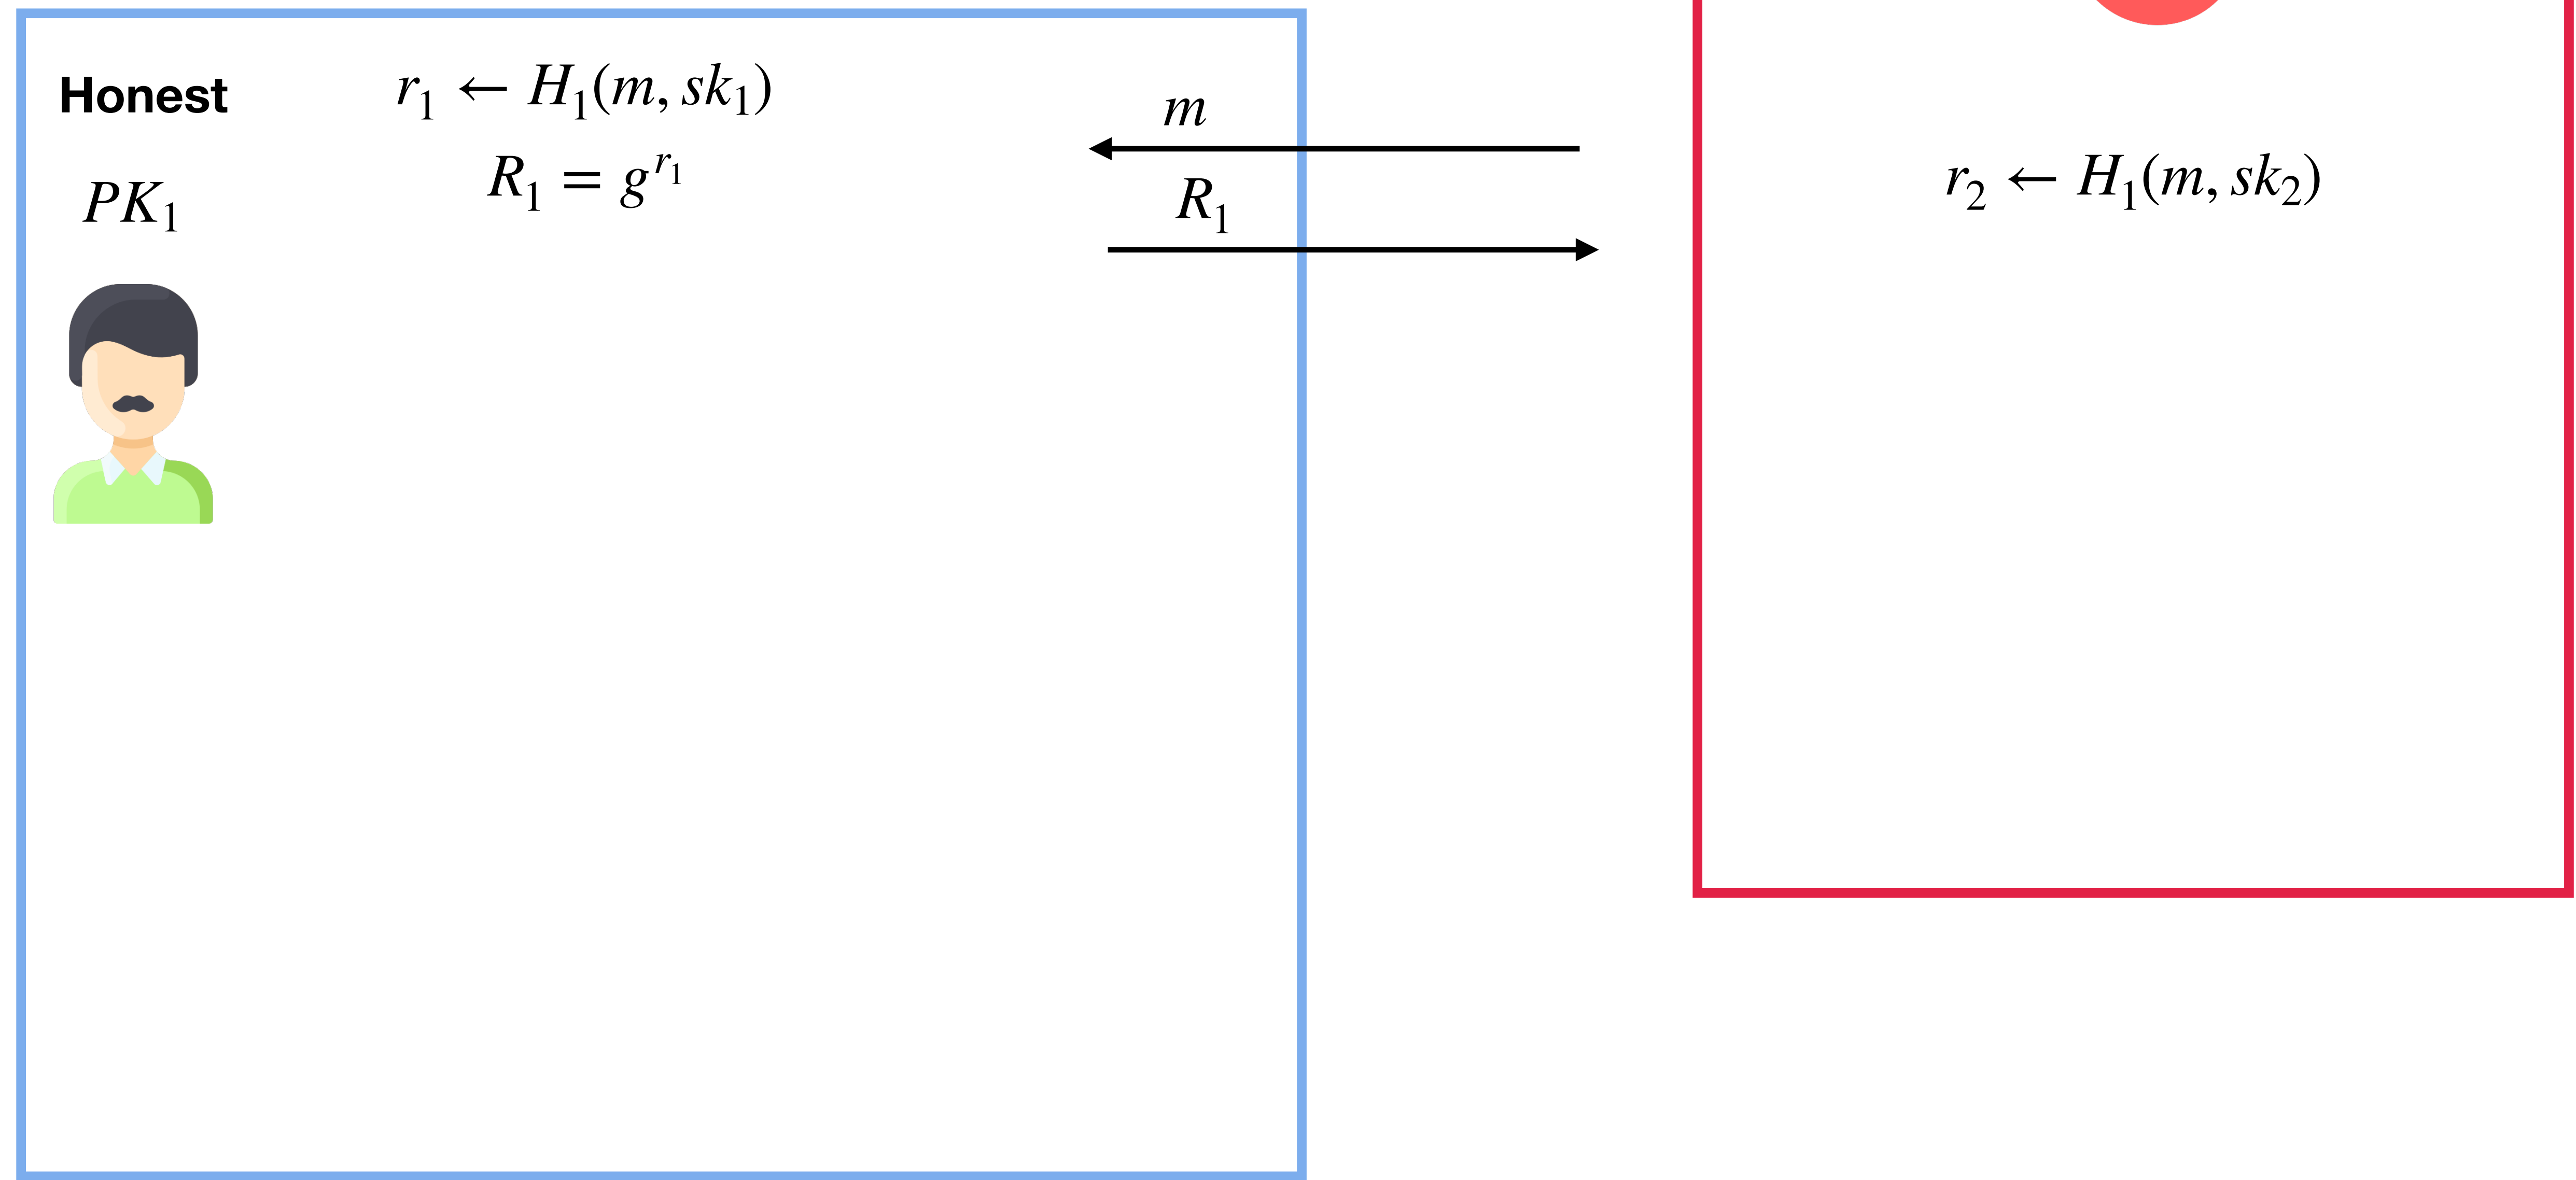 Honest
r₁ ← H₁(m, sk₁)
R₁ = g^{r₁}
PK₁
m
R₁
r₂ ← H₁(m, sk₂)